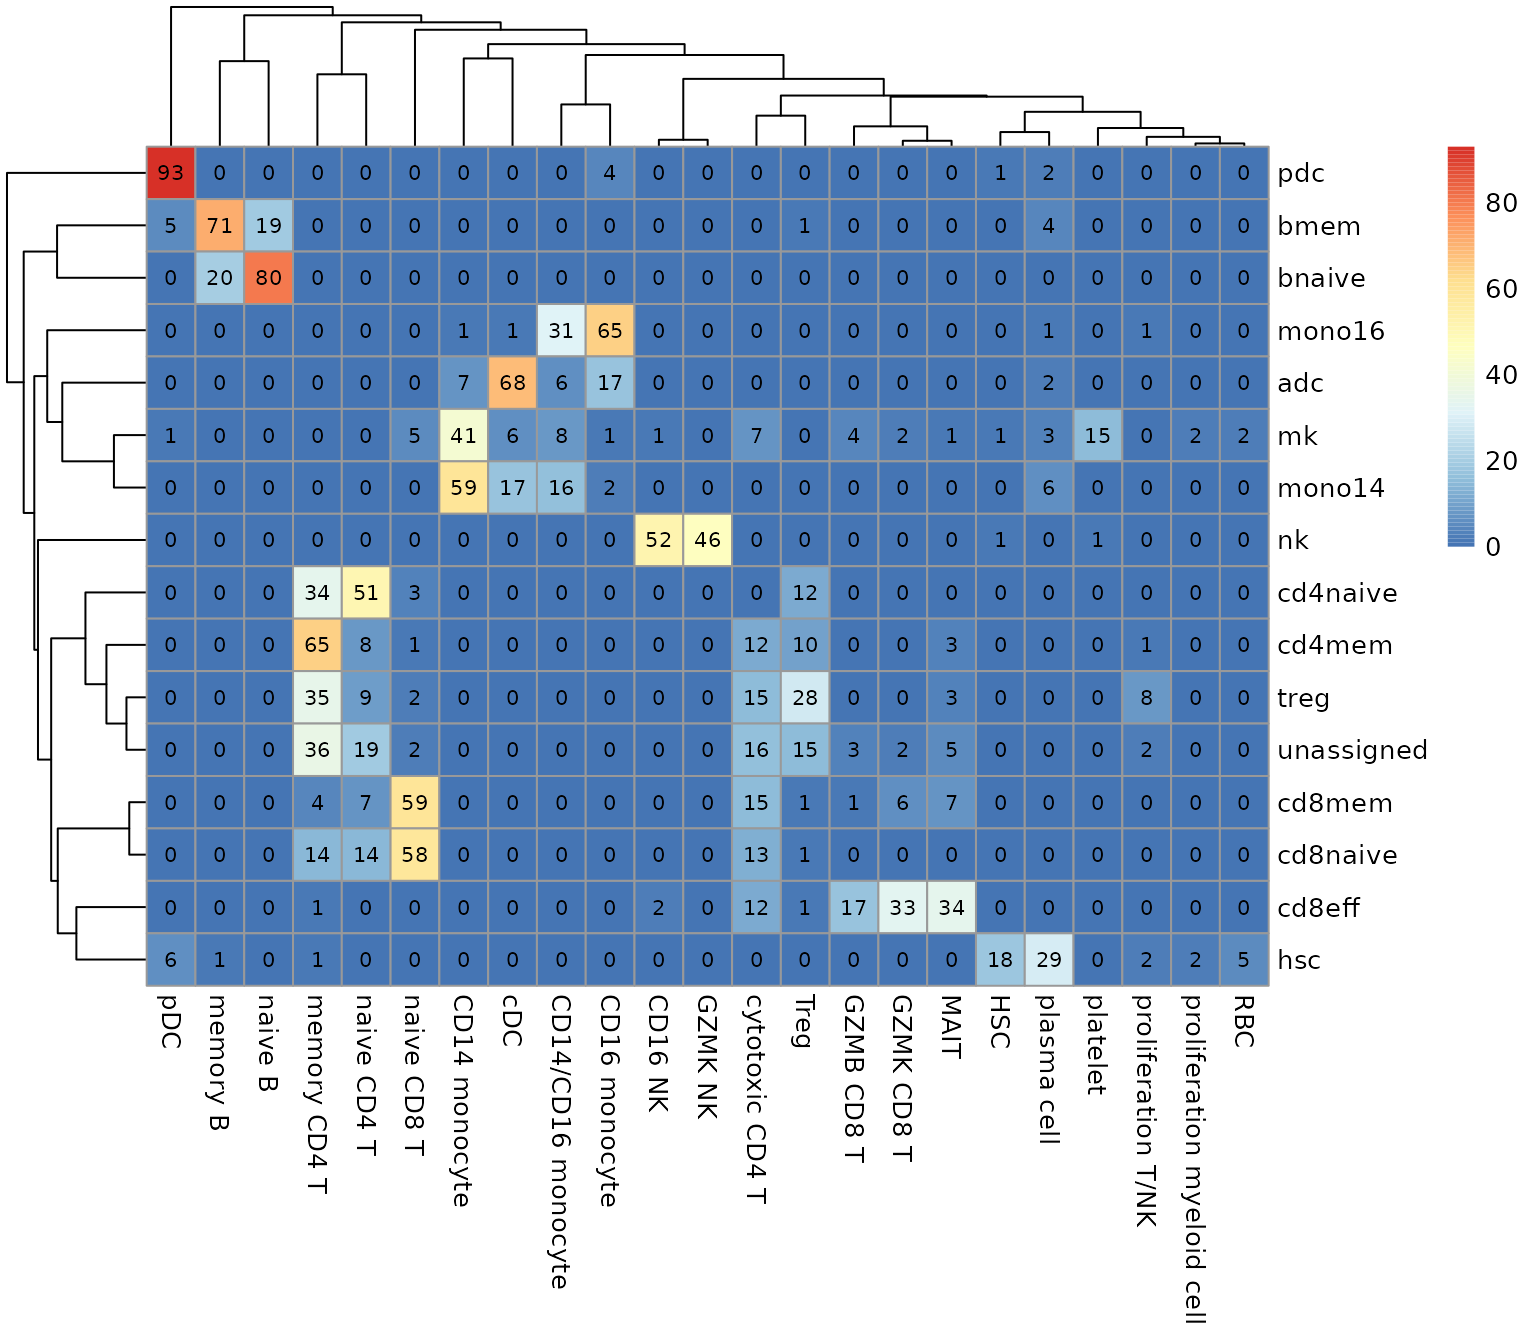 93 0 0 0 0 0 0 0 0 4 0 0 0 0 0 0 0 1 2 0 0 0 0 pdc
5 71 19 0 0 0 0 0 0 0 0 0 0 1 0 0 0 0 4 0 0 0 0 bmem
0 20 80 0 0 0 0 0 0 0 0 0 0 0 0 0 0 0 0 0 0 0 0 bnaive
0 0 0 0 0 0 1 1 31 65 0 0 0 0 0 0 0 0 1 0 1 0 0 mono16
0 0 0 0 0 0 7 68 6 17 0 0 0 0 0 0 0 0 2 0 0 0 0 adc
1 0 0 0 0 5 41 6 8 1 1 0 7 0 4 2 1 1 3 15 0 2 2 mk
0 0 0 0 0 0 59 17 16 2 0 0 0 0 0 0 0 0 6 0 0 0 0 mono14
0 0 0 0 0 0 0 0 0 0 52 46 0 0 0 0 0 1 0 1 0 0 0 nk
0 0 0 34 51 3 0 0 0 0 0 0 0 12 0 0 0 0 0 0 0 0 0 cd4naive
0 0 0 65 8 1 0 0 0 0 0 0 12 10 0 0 3 0 0 0 1 0 0 cd4mem
0 0 0 35 9 2 0 0 0 0 0 0 15 28 0 0 3 0 0 0 8 0 0 treg
0 0 0 36 19 2 0 0 0 0 0 0 16 15 3 2 5 0 0 0 2 0 0 unassigned
0 0 0 4 7 59 0 0 0 0 0 0 15 1 1 6 7 0 0 0 0 0 0 cd8mem
0 0 0 14 14 58 0 0 0 0 0 0 13 1 0 0 0 0 0 0 0 0 0 cd8naive
0 0 0 1 0 0 0 0 0 0 2 0 12 1 17 33 34 0 0 0 0 0 0 cd8eff
6 1 0 1 0 0 0 0 0 0 0 0 0 0 0 0 0 18 29 0 2 2 5 hsc
pDC
memory B
naive B
memory CD4 T
naive CD4 T
naive CD8 T
CD14 monocyte
cDC
CD14/CD16 monocyte
CD16 monocyte
CD16 NK
GZMK NK
cytotoxic CD4 T
Treg
GZMB CD8 T
GZMK CD8 T
MAIT
HSC
plasma cell
platelet
proliferation T/NK
proliferation myeloid cell
RBC
80
60
40
20
0